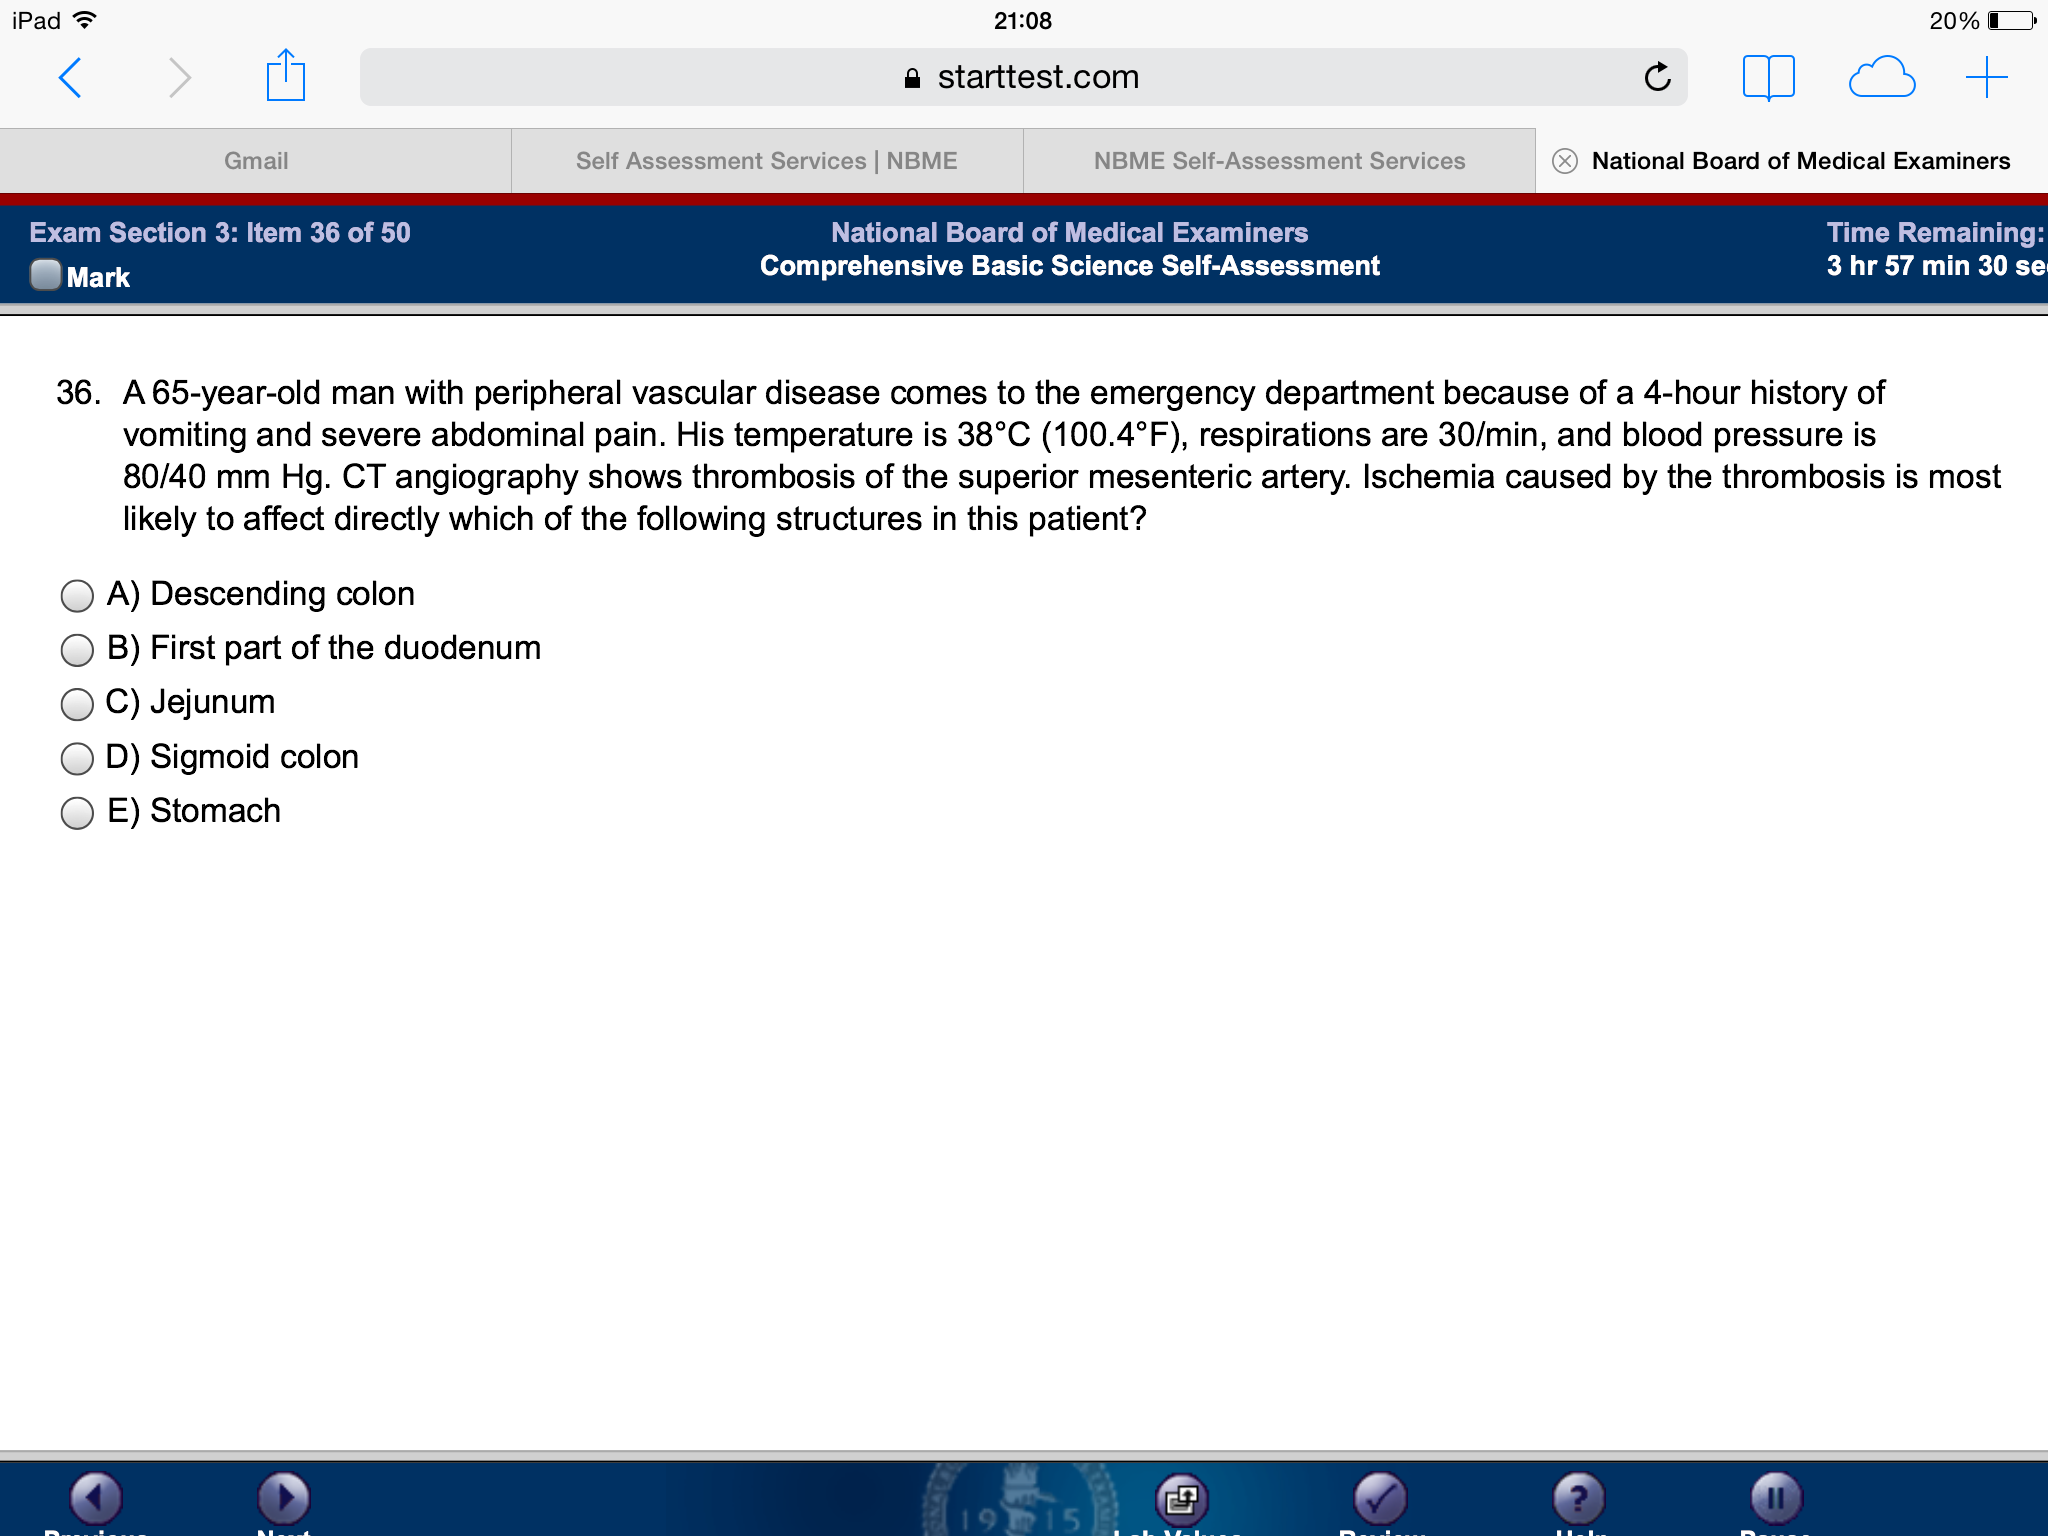 iPad 21:08 20%
starttest.com
Gmail Self Assessment Services | NBME NBME Self-Assessment Services National Board of Medical Examiners
Exam Section 3: Item 36 of 50 National Board of Medical Examiners Time Remaining:
Mark Comprehensive Basic Science Self-Assessment 3 hr 57 min 30 se
36. A 65-year-old man with peripheral vascular disease comes to the emergency department because of a 4-hour history of
vomiting and severe abdominal pain. His temperature is 38°C (100.4°F), respirations are 30/min, and blood pressure is
80/40 mm Hg. CT angiography shows thrombosis of the superior mesenteric artery. Ischemia caused by the thrombosis is most
likely to affect directly which of the following structures in this patient?
A) Descending colon
B) First part of the duodenum
C) Jejunum
D) Sigmoid colon
E) Stomach
19 15